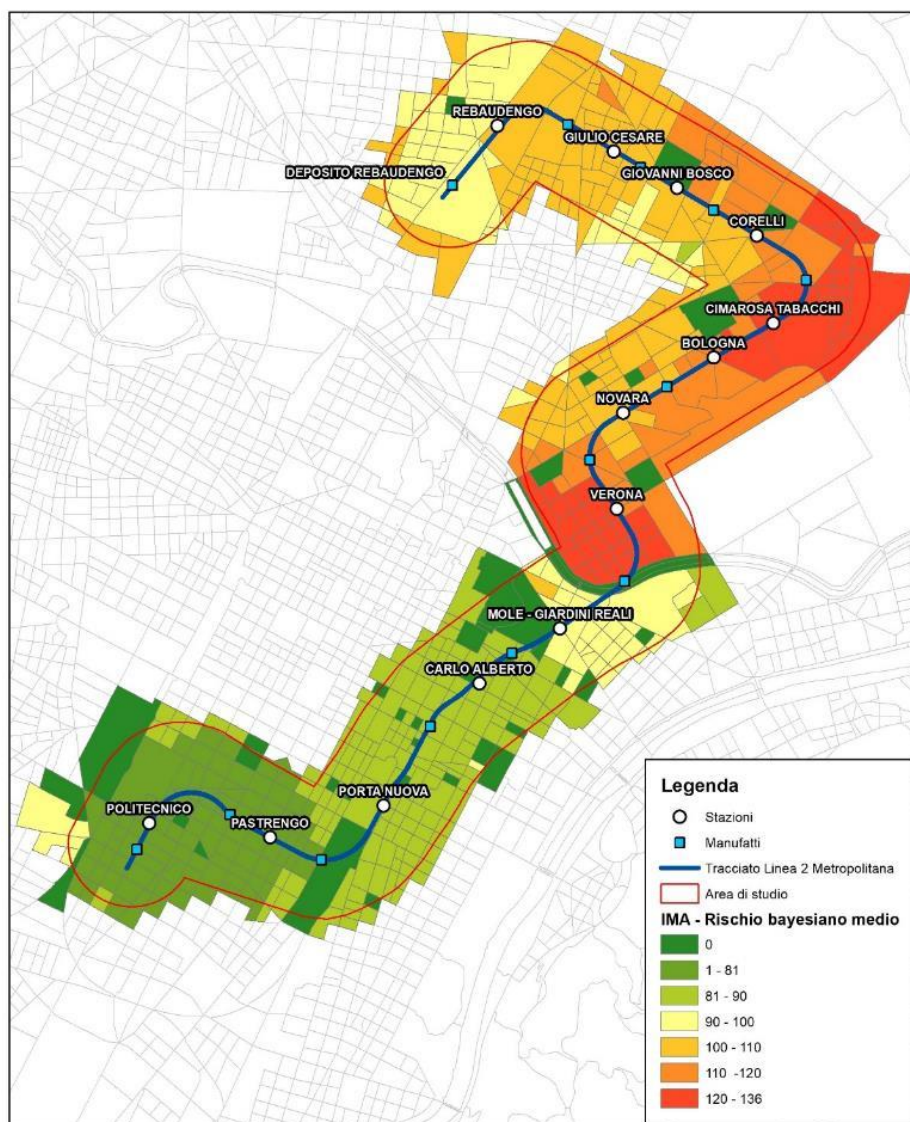 REBAUDENGO
GIULIO CESARE
DEPOSITO REBAUDENGO
GIOVANNI BOSCO
CORELLI
CIMAROSA TABACCHI
BOLOGNA
NOVARA
VERONA
MOLE - GIARDINI REALI
CARLO ALBERTO
PORTA NUOVA
POLITECNICO
PASTRENGO
Legenda
Stazioni
Manufatti
Tracciato Linea 2 Metropolitana
Area di studio
IMA - Rischio bayesiano medio
0
1 - 81
81 - 90
90 - 100
100 - 110
110 -120
120 - 136